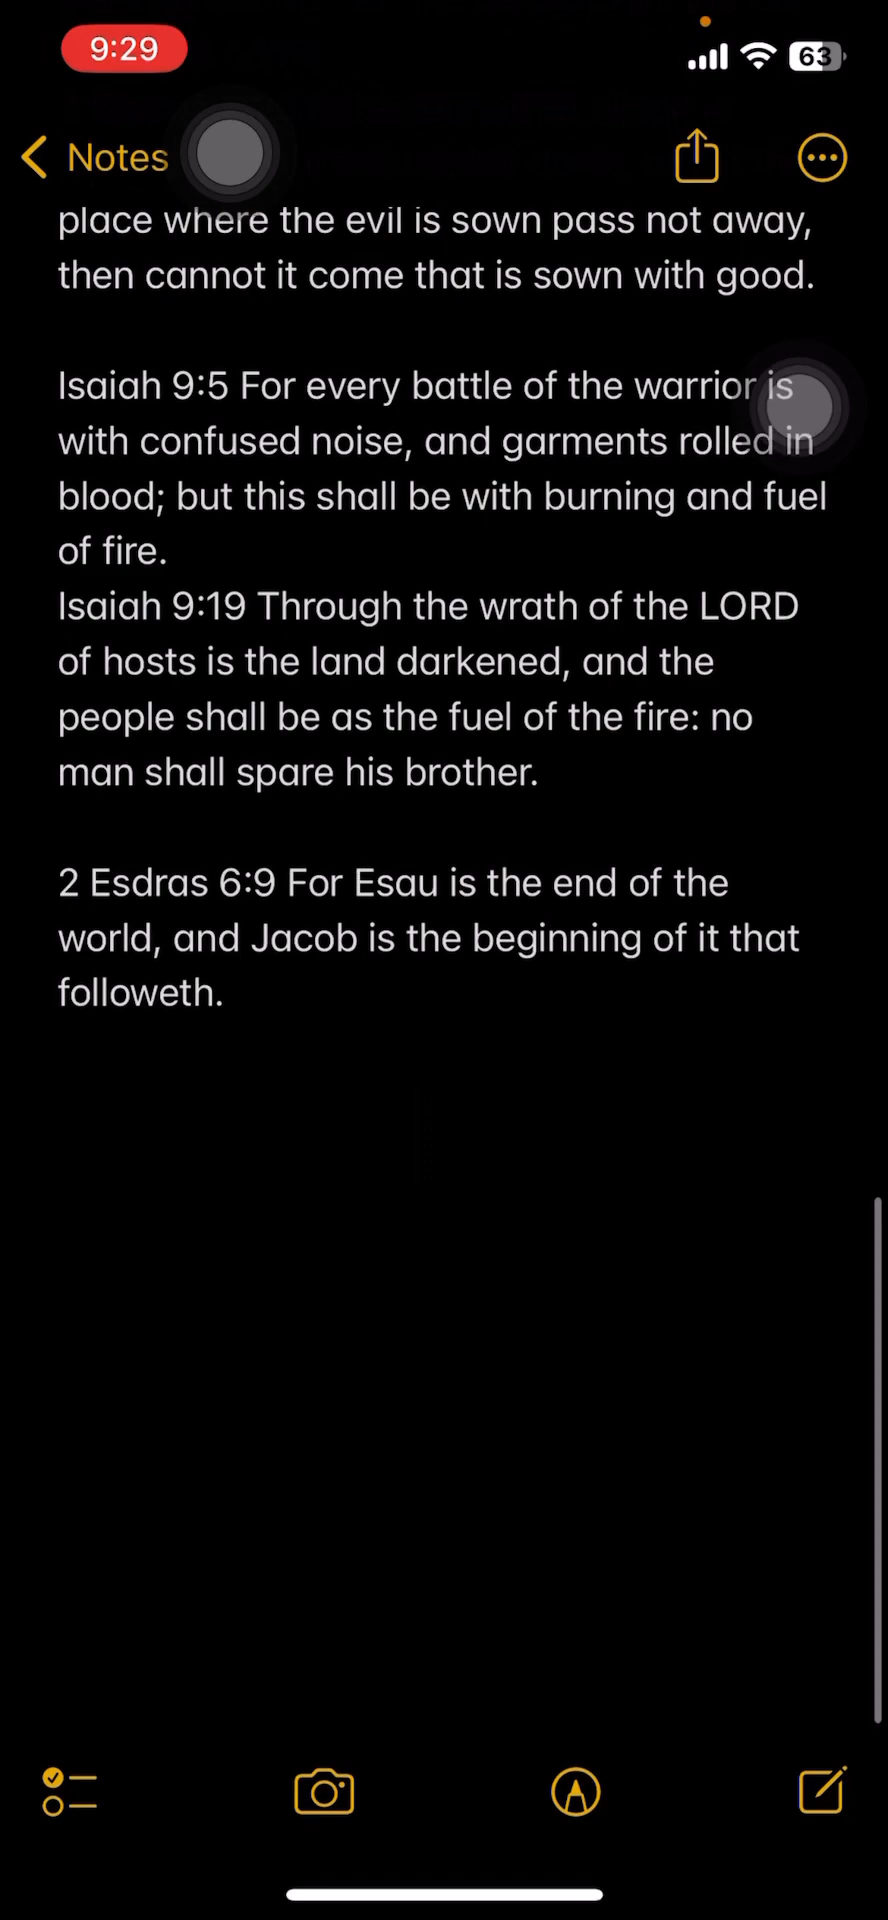 9:29
63
Notes
place where the evil is sown pass not away,
then cannot it come that is sown with good.
Isaiah 9:5 For every battle of the warrior is
with confused noise, and garments rolled in
blood; but this shall be with burning and fuel
of fire.
Isaiah 9:19 Through the wrath of the LORD
of hosts is the land darkened, and the
people shall be as the fuel of the fire: no
man shall spare his brother.
2 Esdras 6:9 For Esau is the end of the
world, and Jacob is the beginning of it that
followeth.